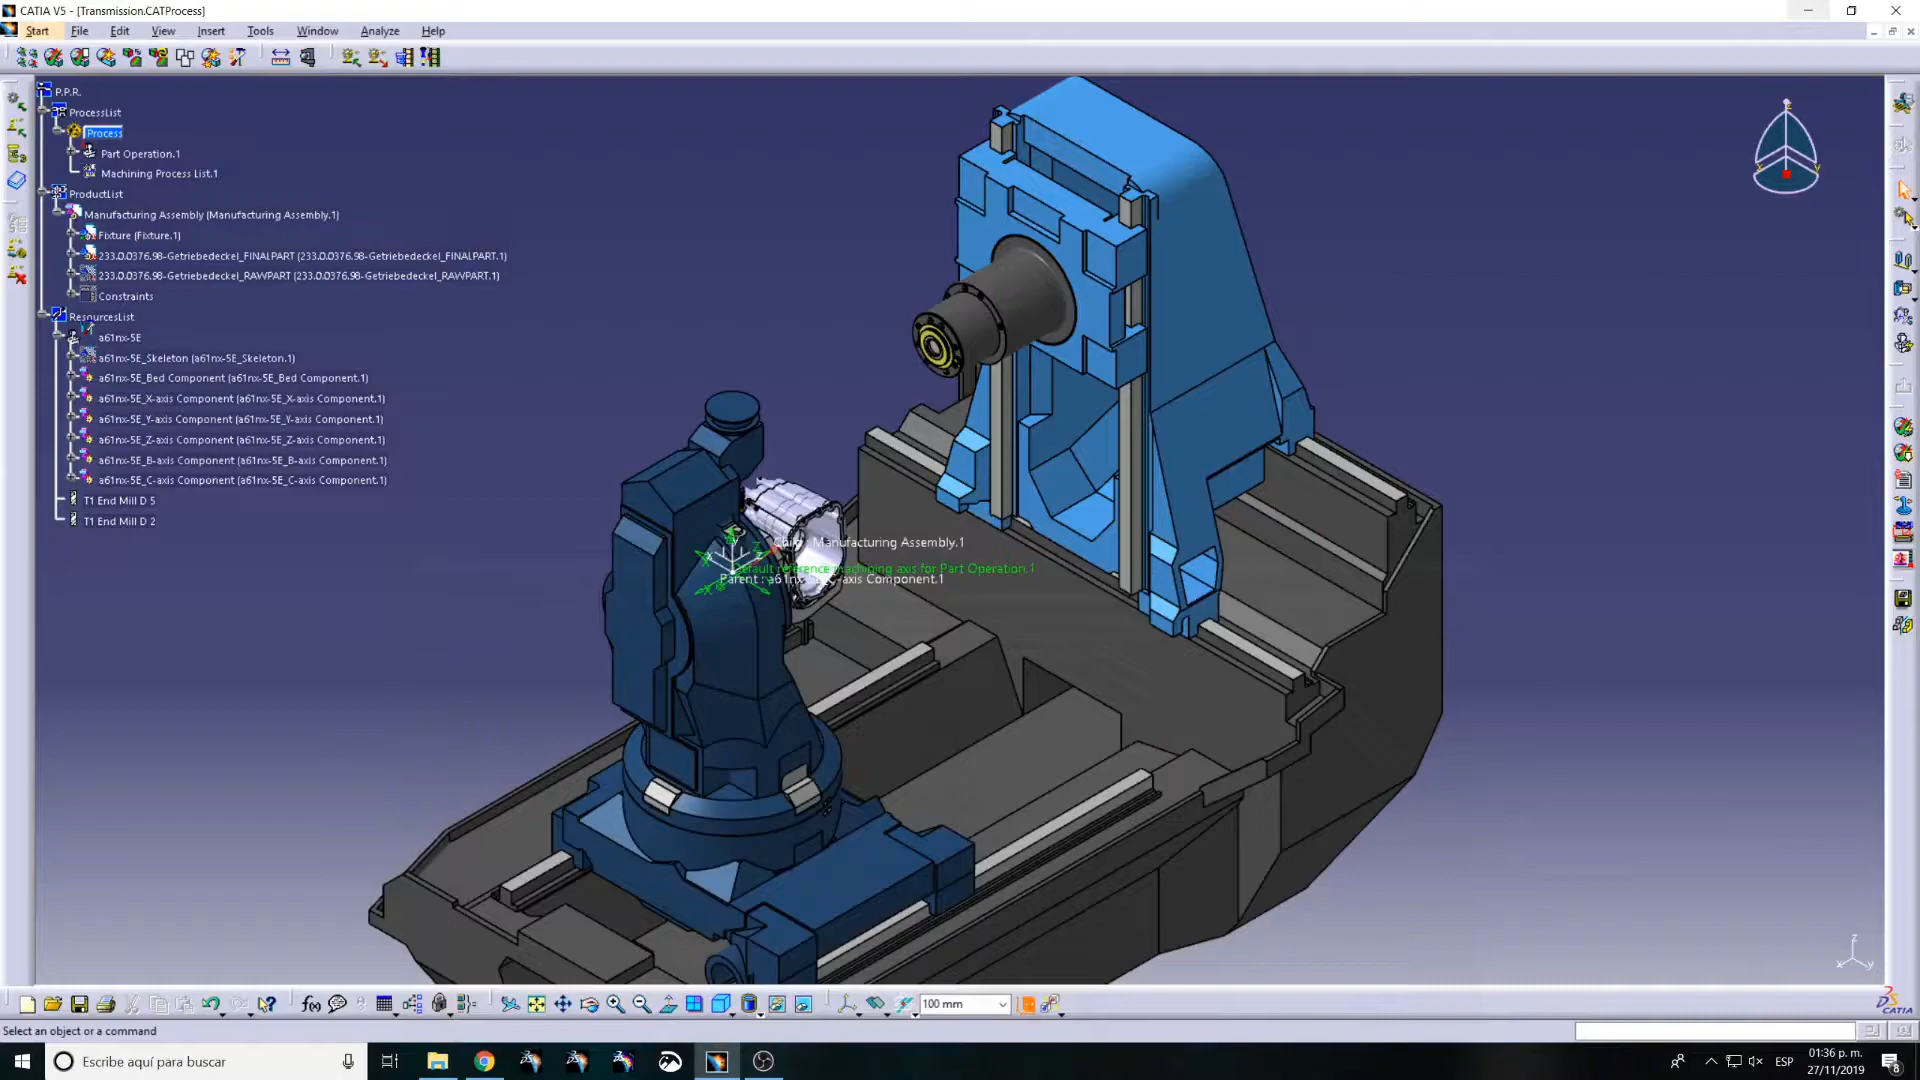 CATIA V5 - [Transmission.CATProcess]
Start File Edit View Insert Tools Window Analyze Help
P.P.R.
ProcessList
Process
Part Operation.1
Machining Process List.1
ProductList
Manufacturing Assembly (Manufacturing Assembly.1)
Fixture (Fixture.1)
233.0.0376.98-Getriebedeckel_FINALPART (233.0.0376.98-Getriebedeckel_FINALPART.1)
233.0.0376.98-Getriebedeckel_RAWPART (233.0.0376.98-Getriebedeckel_RAWPART.1)
Constraints
ResourcesList
a61nx-5E
a61nx-5E_Skeleton (a61nx-5E_Skeleton.1)
a61nx-5E_Bed Component (a61nx-5E_Bed Component.1)
a61nx-5E_X-axis Component (a61nx-5E_X-axis Component.1)
a61nx-5E_Y-axis Component (a61nx-5E_Y-axis Component.1)
a61nx-5E_Z-axis Component (a61nx-5E_Z-axis Component.1)
a61nx-5E_B-axis Component (a61nx-5E_B-axis Component.1)
a61nx-5E_C-axis Component (a61nx-5E_C-axis Component.1)
T1 End Mill D 5
T1 End Mill D 2
Manufacturing Assembly.1
Default reference machining axis for Part Operation.1
Parent : a61nx-5E_C-axis Component.1
z
x y
100 mm
CATIA
Select an object or a command
Escribe aquí para buscar
ESP
01:36 p. m.
27/11/2019
8